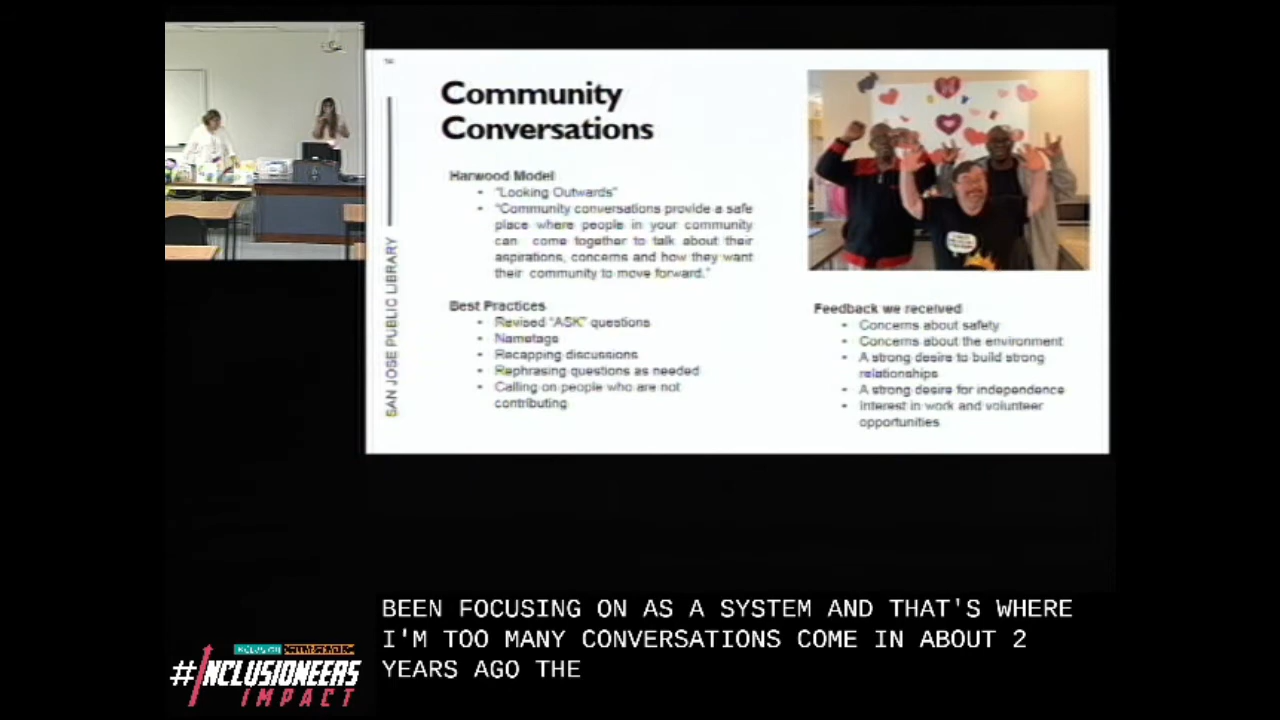 Community
Conversations
Harwood Model
"Looking Outwards"
"Community conversations provide a safe
place where people in your community
can come together to talk about their
aspirations, concerns and how they want
their community to move forward."
Best Practices
Revised "ASK" questions
Nametags
Recapping discussions
Rephrasing questions as needed
Calling on people who are not
contributing
Feedback we received
Concerns about safety
Concerns about the environment
A strong desire to build strong
relationships
A strong desire for independence
Interest in work and volunteer
opportunities
SAN JOSE PUBLIC LIBRARY
BEEN FOCUSING ON AS A SYSTEM AND THAT'S WHERE
I'M TOO MANY CONVERSATIONS COME IN ABOUT 2
YEARS AGO THE
#INCLUSIONEERS
IMPACT